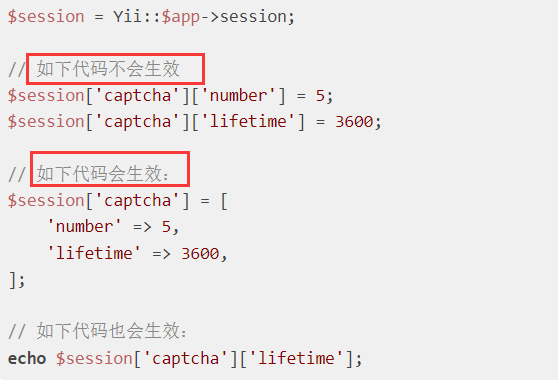 $session = Yii::$app->session;
// 如下代码不会生效
$session['captcha']['number'] = 5;
$session['captcha']['lifetime'] = 3600;
// 如下代码会生效：
$session['captcha'] = [
    'number' => 5,
    'lifetime' => 3600,
];
// 如下代码也会生效：
echo $session['captcha']['lifetime'];